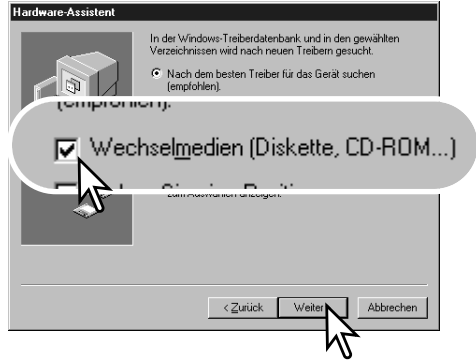 Hardware-Assistent
In der Windows-Treiberdatenbank und in den gewählten
Verzeichnissen wird nach neuen Treibern gesucht.
Nach dem besten Treiber für das Gerät suchen
(empfohlen).
(empfohlen).
Wechselmedien (Diskette, CD-ROM...)
zum Auswählen anzeigen.
< Zurück Weiter Abbrechen